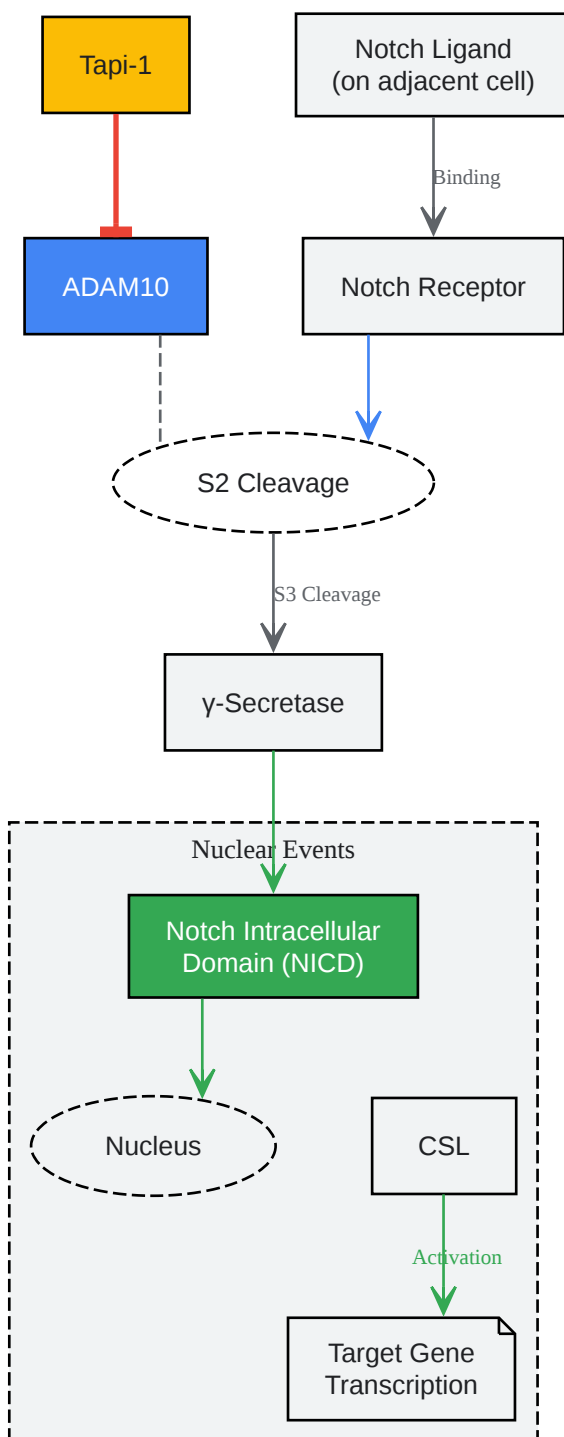 Tapi-1
Notch Ligand
(on adjacent cell)
Binding
ADAM10
Notch Receptor
S2 Cleavage
S3 Cleavage
γ-Secretase
Nuclear Events
Notch Intracellular
Domain (NICD)
Nucleus
CSL
Activation
Target Gene
Transcription